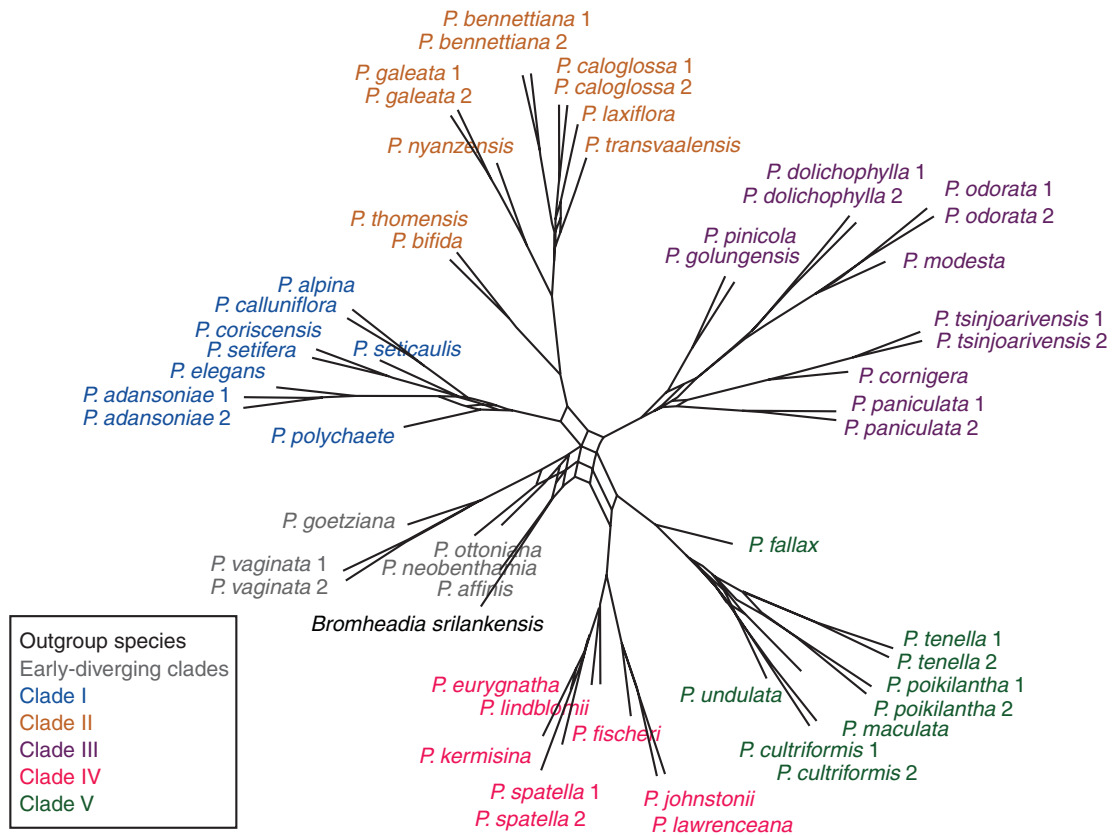 P. bennettiana 1
P. bennettiana 2
P. galeata 1
P. galeata 2
P. caloglossa 1
P. caloglossa 2
P. laxiflora
P. nyanzensis
P. transvaalensis
P. thomensis
P. bifida
P. dolichophylla 1
P. dolichophylla 2
P. odorata 1
P. odorata 2
P. pinicola
P. golungensis
P. modesta
P. tsinjoarivensis 1
P. tsinjoarivensis 2
P. cornigera
P. paniculata 1
P. paniculata 2
P. alpina
P. calluniflora
P. coriscensis
P. setifera
P. seticaulis
P. elegans
P. adansoniae 1
P. adansoniae 2
P. polychaete
P. goetziana
P. vaginata 1
P. vaginata 2
P. ottoniana
P. neobenthamia
P. affinis
Bromheadia srilankensis
P. fallax
P. tenella 1
P. tenella 2
P. poikilantha 1
P. poikilantha 2
P. undulata
P. maculata
P. cultriformis 1
P. cultriformis 2
P. eurygnatha
P. lindblomii
P. fischeri
P. kermisina
P. spatella 1
P. spatella 2
P. johnstonii
P. lawrenceana
Outgroup species
Early-diverging clades
Clade I
Clade II
Clade III
Clade IV
Clade V